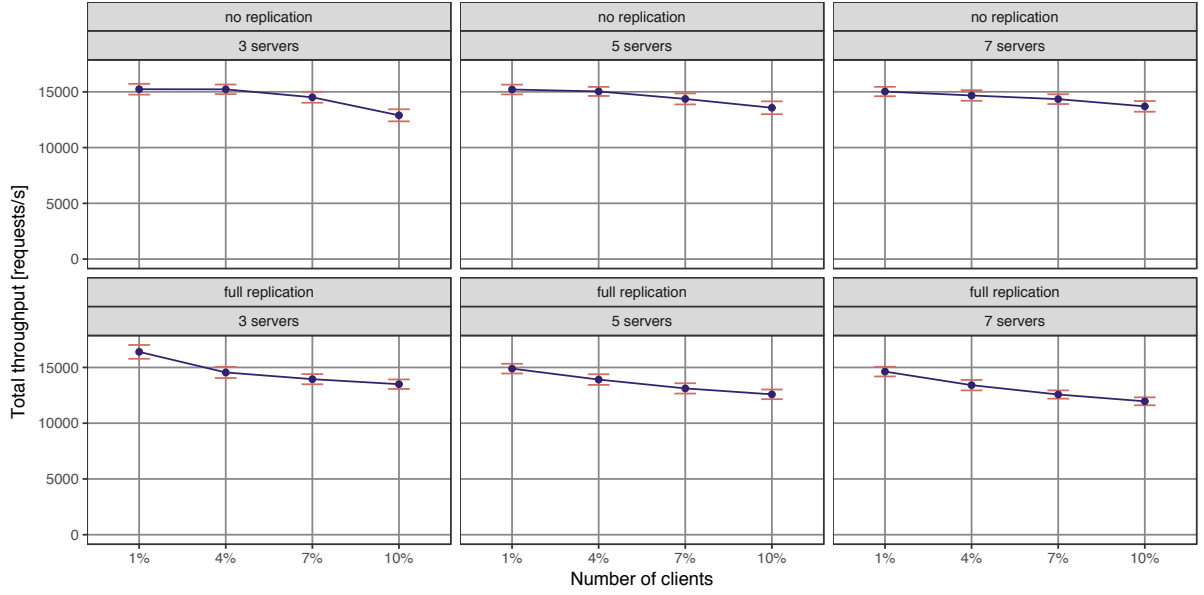 no replication
no replication
no replication
3 servers
5 servers
7 servers
15000
10000
5000
0
full replication
full replication
full replication
3 servers
5 servers
7 servers
15000
10000
5000
0
1%
4%
7%
10%
1%
4%
7%
10%
1%
4%
7%
10%
Number of clients
Total throughput [requests/s]